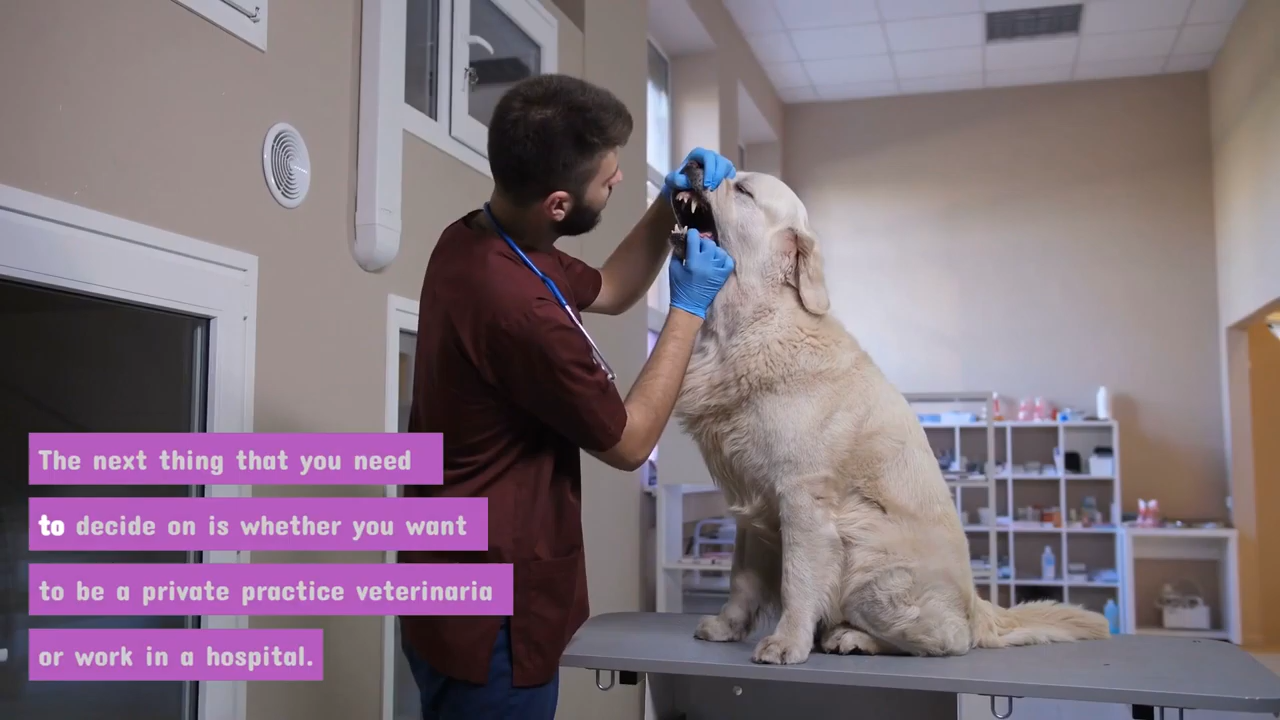 The next thing that you need
to decide on is whether you want
to be a private practice veterinaria
or work in a hospital.